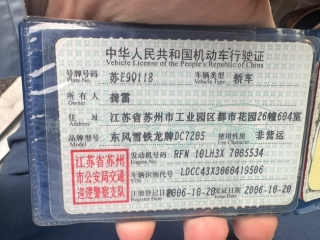 中华人民共和国机动车行驶证
Vehicle License of the People's Republic of China
号牌号码 苏E9Q118 车辆类型 轿车
Plate No. Vehicle Type
所有人 龚雷
Owner
住址 江苏省苏州市工业园区都市花园26幢604室
Address
品牌型号 东风雪铁龙牌DC7205 使用性质 非营运
Model Use Character
江苏省苏州
市公安局交通
巡逻警察支队
发动机号码 RFN 10LH3X 7005534
Engine No.
车辆识别代号 LDCC43X3060419506
VIN
注册登记日期 2006-10-20 发证日期 2006-10-20
Register Date Issue Date